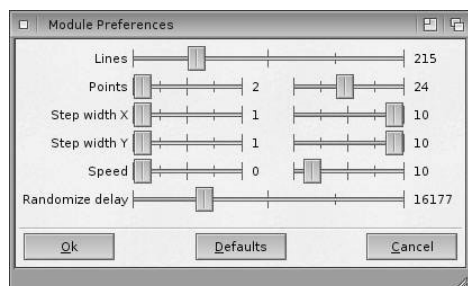 Module Preferences
Lines 215
Points 2 24
Step width X 1 10
Step width Y 1 10
Speed 0 10
Randomize delay 16177
Ok Defaults Cancel